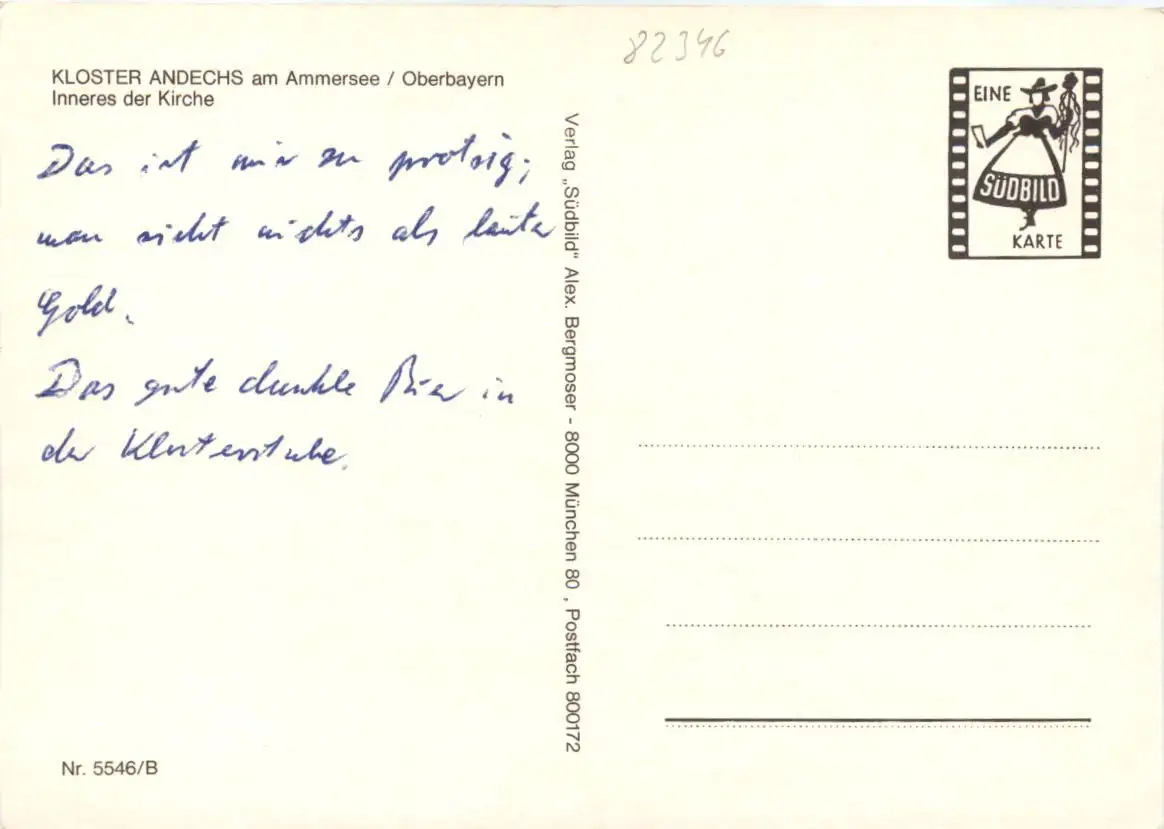 82346
KLOSTER ANDECHS am Ammersee / Oberbayern
Inneres der Kirche
Das ist mir zu protzig;
man sieht nichts als lauter
Gold.
Das gute dunkle Bier in
der Klosterstube.
Nr. 5546/B
Verlag „Südbild" Alex. Bergmoser - 8000 München 80 , Postfach 800172
EINE
SÜDBILD
KARTE